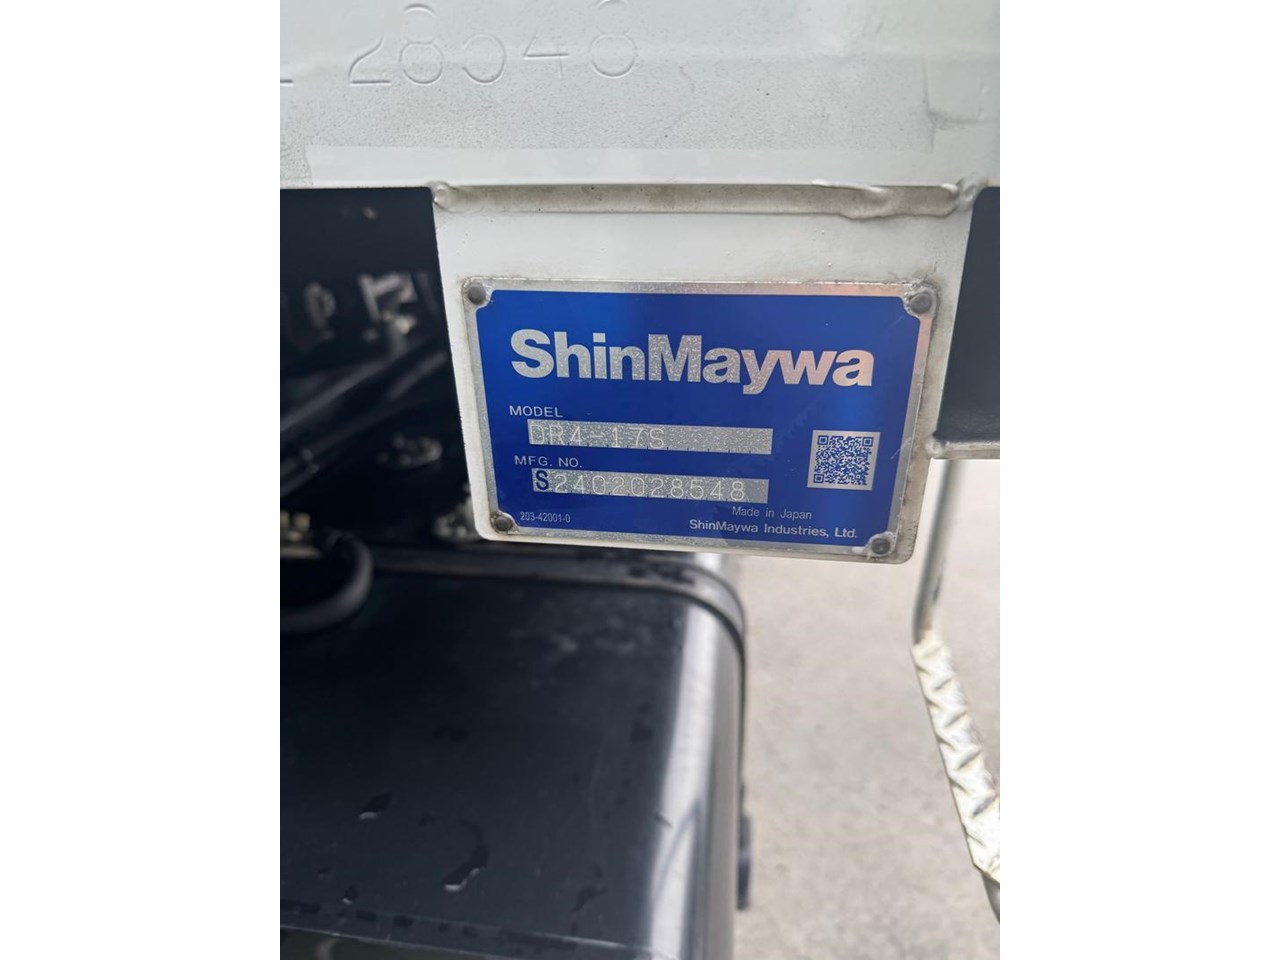 28548
ShinMaywa
MODEL
DR4-17S
MFG. NO.
S2402028548
203-42001-0
Made in Japan
ShinMaywa Industries, Ltd.